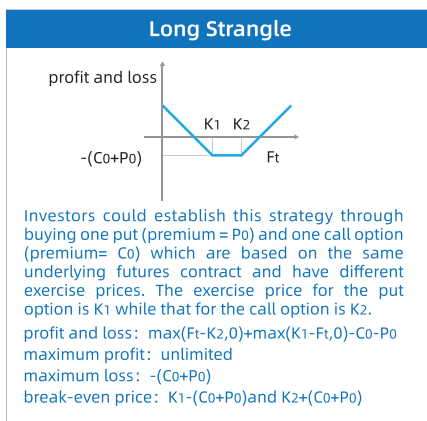 Long Strangle
profit and loss
K1 K2
-(C0+P0)
Ft
Investors could establish this strategy through
buying one put (premium = P0) and one call option
(premium= C0) which are based on the same
underlying futures contract and have different
exercise prices. The exercise price for the put
option is K1 while that for the call option is K2.
profit and loss: max(Ft-K2,0)+max(K1-Ft,0)-C0-P0
maximum profit: unlimited
maximum loss: -(C0+P0)
break-even price: K1-(C0+P0)and K2+(C0+P0)